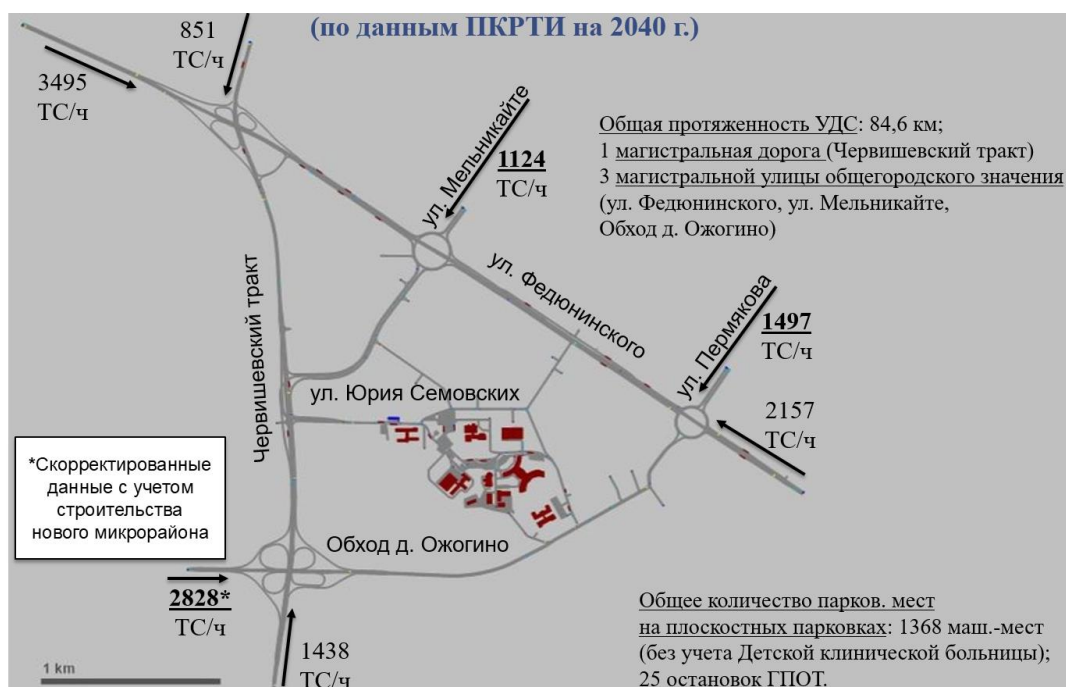 (по данным ПКРТИ на 2040 г.)
851
ТС/ч
3495
ТС/ч
ул. Мельникайте
1124
ТС/ч
Общая протяженность УДС: 84,6 км;
1 магистральная дорога (Червишевский тракт)
3 магистральной улицы общегородского значения
(ул. Федюнинского, ул. Мельникайте,
Обход д. Ожогино)
Червишевский тракт
ул. Федюнинского
ул. Пермякова
1497
ТС/ч
2157
ТС/ч
ул. Юрия Семовских
*Скорректированные
данные с учетом
строительства
нового микрорайона
Обход д. Ожогино
2828*
ТС/ч
1438
ТС/ч
1 km
Общее количество парков. мест
на плоскостных парковках: 1368 маш.-мест
(без учета Детской клинической больницы);
25 остановок ГПОТ.